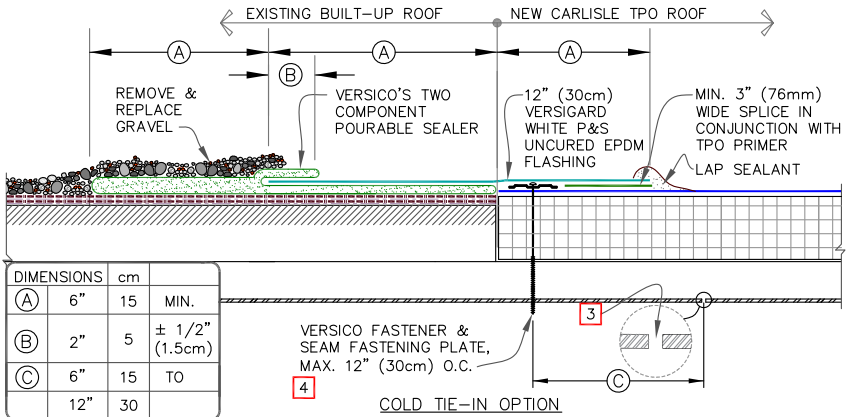 EXISTING BUILT-UP ROOF
NEW CARLISLE TPO ROOF
A
A
A
B
REMOVE &
REPLACE
GRAVEL
VERSICO'S TWO
COMPONENT
POURABLE SEALER
12" (30cm)
VERSIGARD
WHITE P&S
UNCURED EPDM
FLASHING
MIN. 3" (76mm)
WIDE SPLICE IN
CONJUNCTION WITH
TPO PRIMER
LAP SEALANT
DIMENSIONS cm
A 6" 15 MIN.
B 2" 5 ± 1/2"
(1.5cm)
C 6" 15 TO
12" 30
VERSICO FASTENER &
SEAM FASTENING PLATE,
MAX. 12" (30cm) O.C.
4
3
C
COLD TIE-IN OPTION